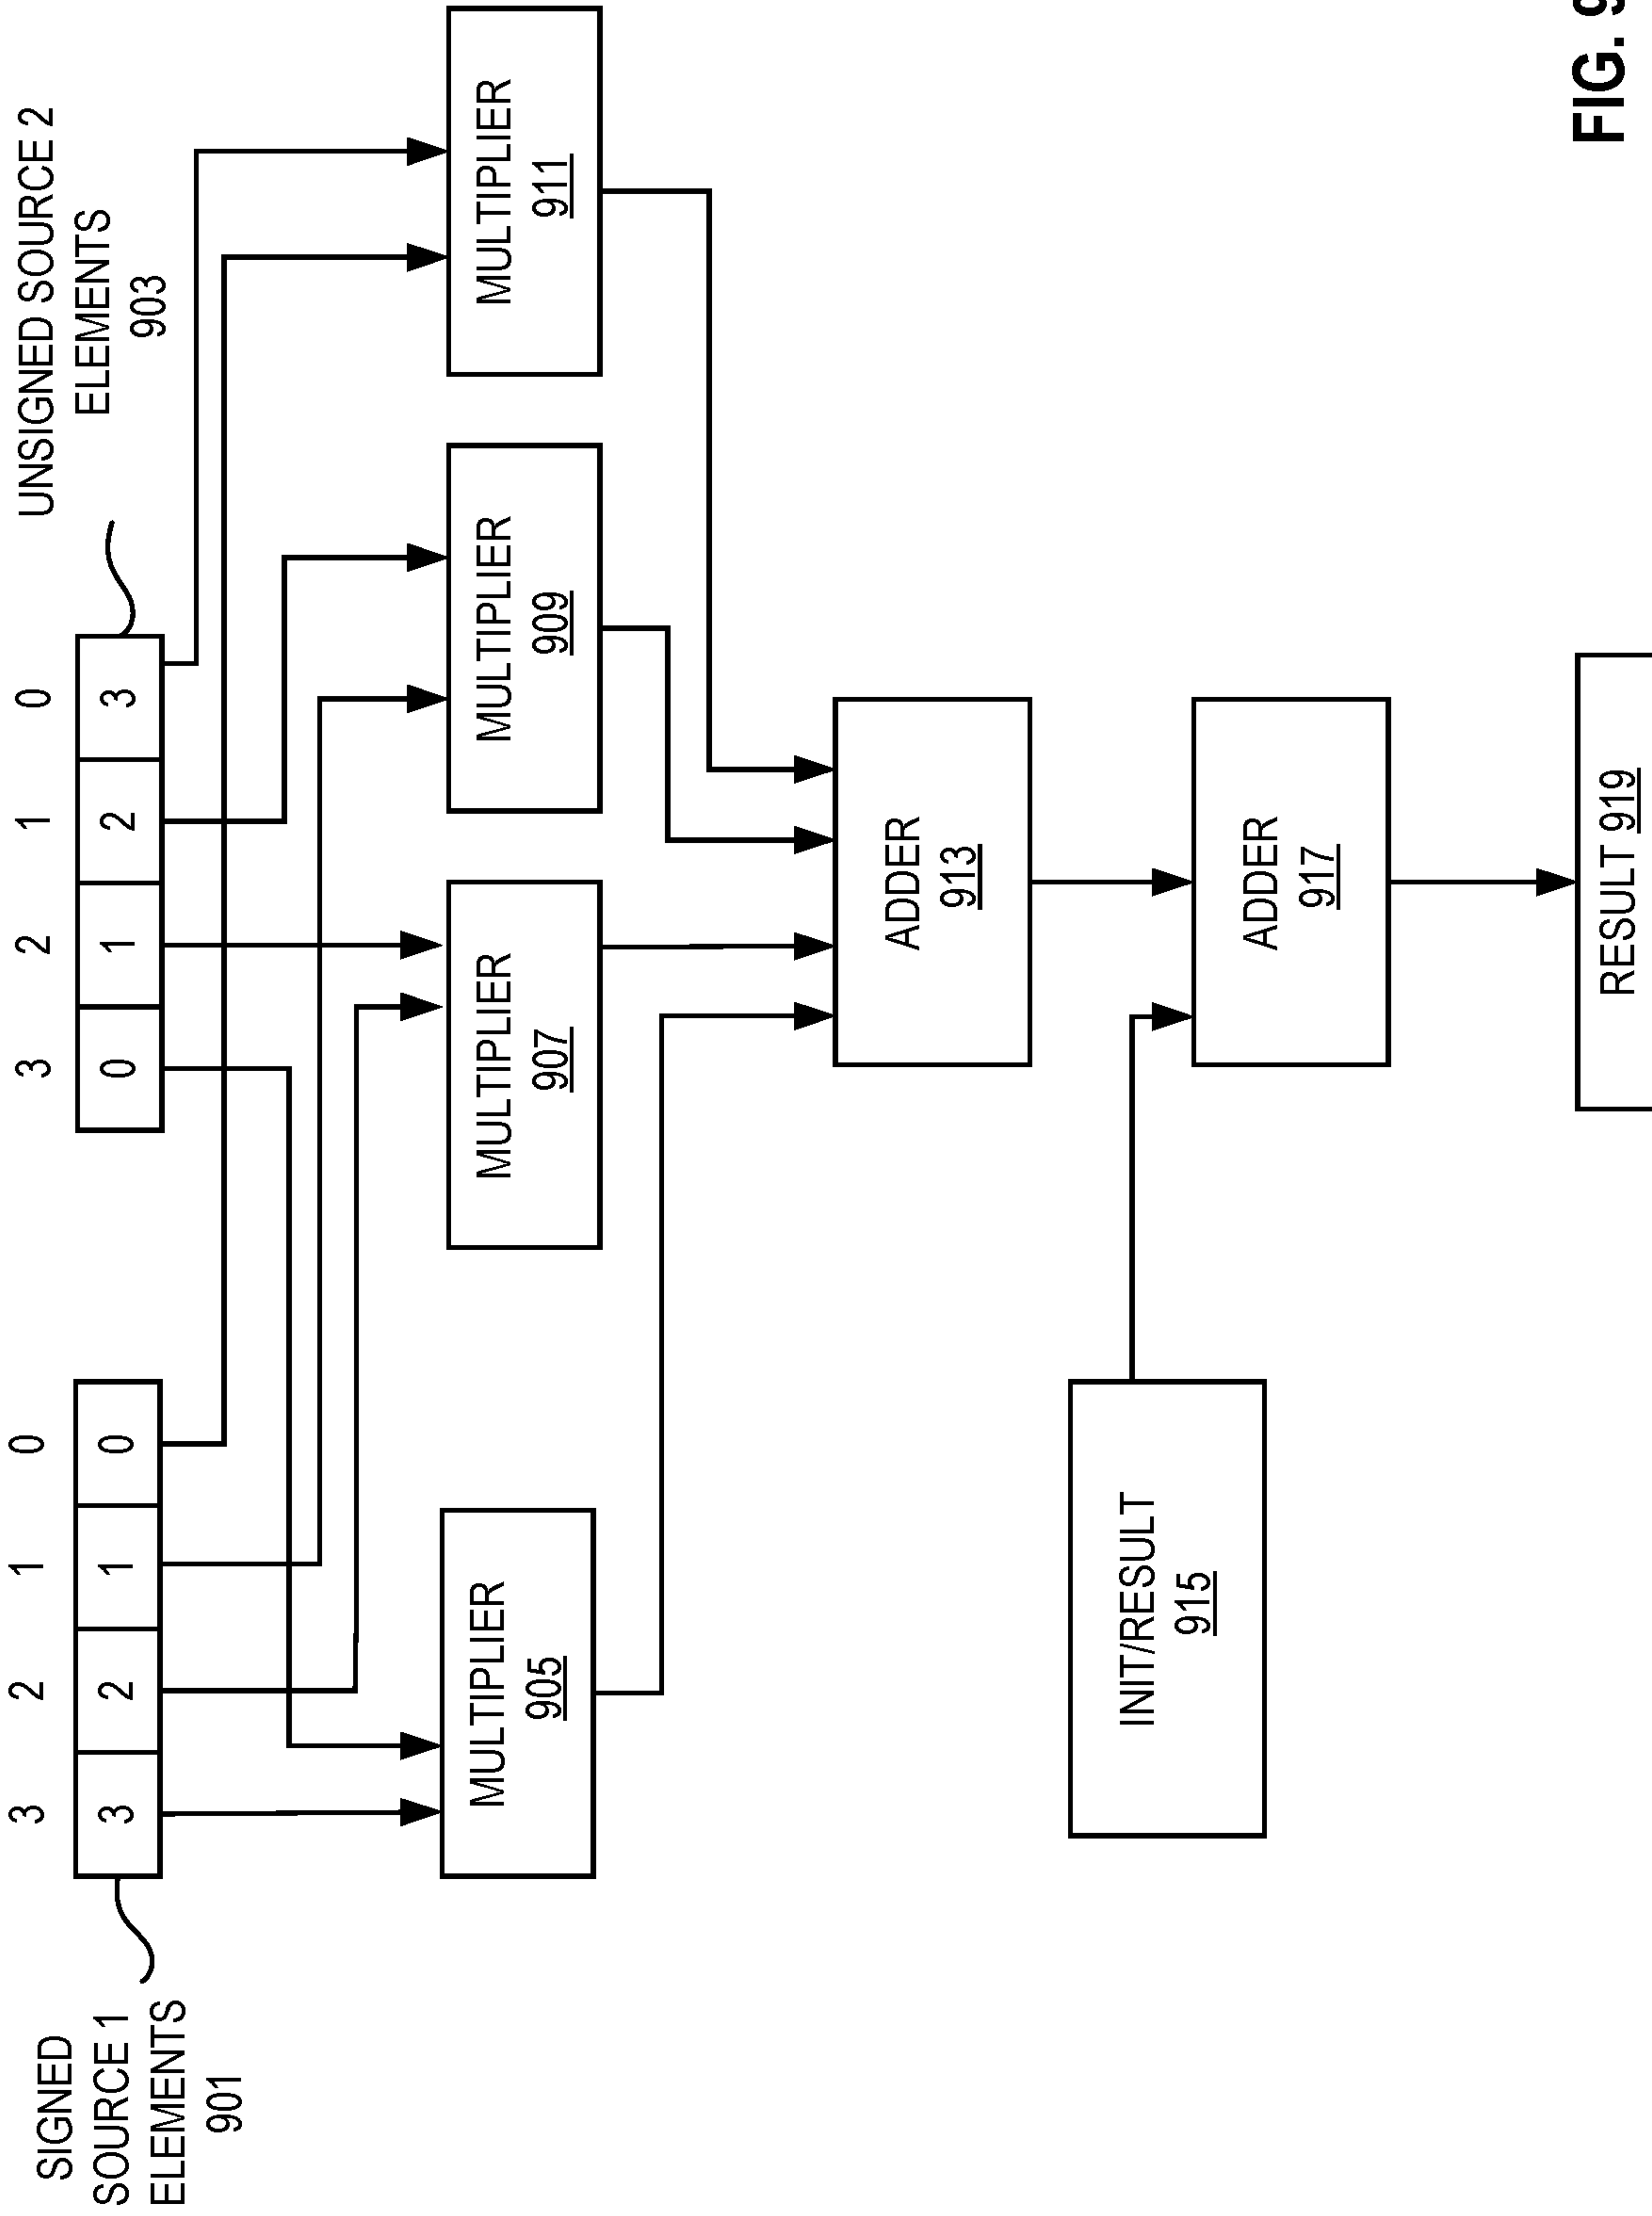 SIGNED
SOURCE 1
ELEMENTS
901
3 2 1 0
3 2 1 0
3 2 1 0
0 1 2 3
UNSIGNED SOURCE 2
ELEMENTS
903
MULTIPLIER
905
MULTIPLIER
907
MULTIPLIER
909
MULTIPLIER
911
ADDER
913
INIT/RESULT
915
ADDER
917
RESULT 919
FIG. 9